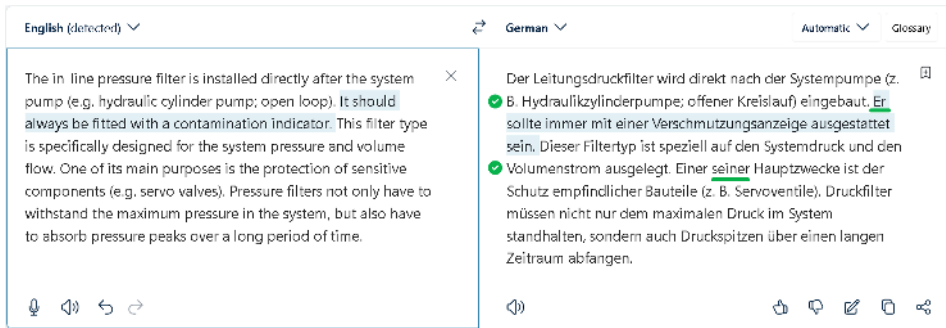 English (detected)
German
Automatic
Glossary
The in line pressure filter is installed directly after the system
pump (e.g. hydraulic cylinder pump; open loop). It should
always be fitted with a contamination indicator. This filter type
is specifically designed for the system pressure and volume
flow. One of its main purposes is the protection of sensitive
components (e.g. servo valves). Pressure filters not only have to
withstand the maximum pressure in the system, but also have
to absorb pressure peaks over a long period of time.
Der Leitungsdruckfilter wird direkt nach der Systempumpe (z.
B. Hydraulikzylinderpumpe; offener Kreislauf) eingebaut. Er
sollte immer mit einer Verschmutzungsanzeige ausgestattet
sein. Dieser Filtertyp ist speziell auf den Systemdruck und den
Volumenstrom ausgelegt. Einer seiner Hauptzwecke ist der
Schutz empfindlicher Bauteile (z. B. Servoventile). Druckfilter
müssen nicht nur dem maximalen Druck im System
standhalten, sondern auch Druckspitzen über einen langen
Zeitraum abfangen.